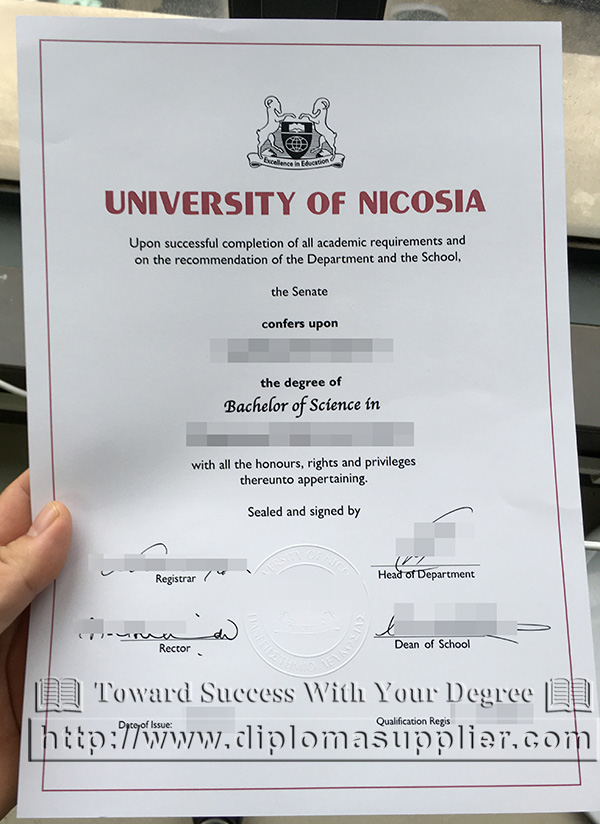 Excellence in Education
UNIVERSITY OF NICOSIA
Upon successful completion of all academic requirements and
on the recommendation of the Department and the School,
the Senate
confers upon
the degree of
Bachelor of Science in
with all the honours, rights and privileges
thereunto appertaining.
Sealed and signed by
Registrar
Head of Department
Rector
Dean of School
Toward Success With Your Degree
Date of Issue:
Qualification Regis
http://www.diplomasupplier.com